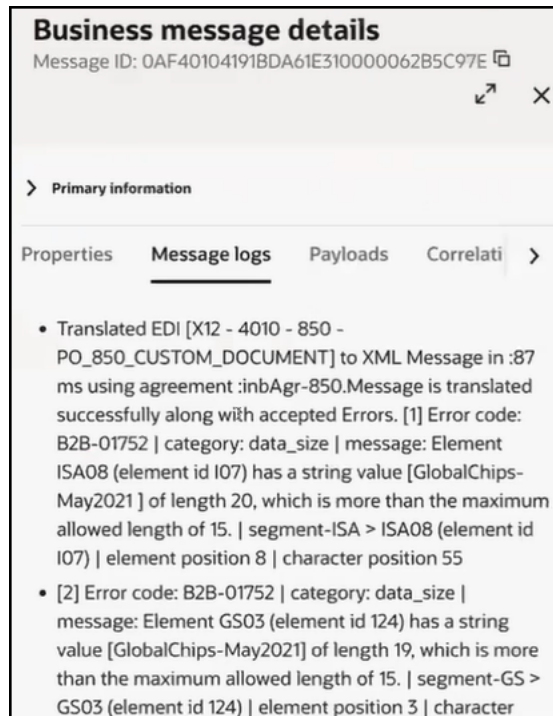 Business message details
Message ID: 0AF40104191BDA61E310000062B5C97E
Primary information
Properties Message logs Payloads Correlati
• Translated EDI [X12 - 4010 - 850 -
PO_850_CUSTOM_DOCUMENT] to XML Message in :87
ms using agreement :inbAgr-850.Message is translated
successfully along with accepted Errors. [1] Error code:
B2B-01752 | category: data_size | message: Element
ISA08 (element id I07) has a string value [GlobalChips-
May2021 ] of length 20, which is more than the maximum
allowed length of 15. | segment-ISA > ISA08 (element id
I07) | element position 8 | character position 55
• [2] Error code: B2B-01752 | category: data_size |
message: Element GS03 (element id 124) has a string
value [GlobalChips-May2021] of length 19, which is more
than the maximum allowed length of 15. | segment-GS >
GS03 (element id 124) | element position 3 | character